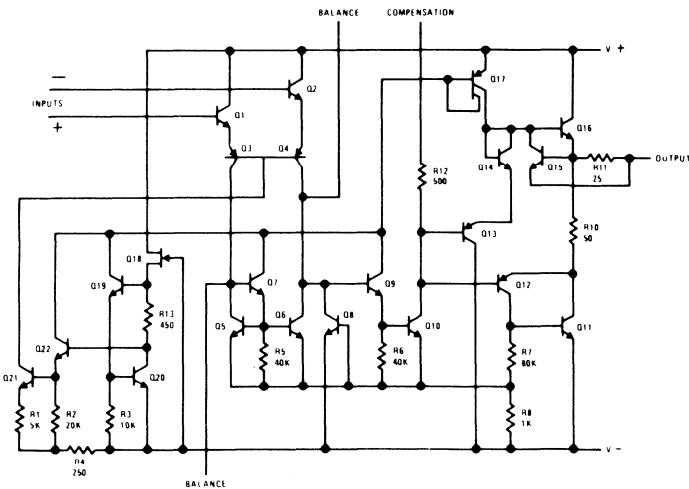 BALANCE
COMPENSATION
V +
−
INPUTS
+
Q1
Q2
Q3
Q4
Q17
Q16
Q14
Q15
R11
25
OUTPUT
R12
500
Q13
R10
50
Q18
Q19
Q7
Q9
Q12
R13
450
Q5
Q6
Q8
Q10
Q11
Q22
Q21
Q20
R5
40K
R6
40K
R7
80K
R1
5K
R2
20K
R3
10K
R8
1K
R4
250
V −
BALANCE